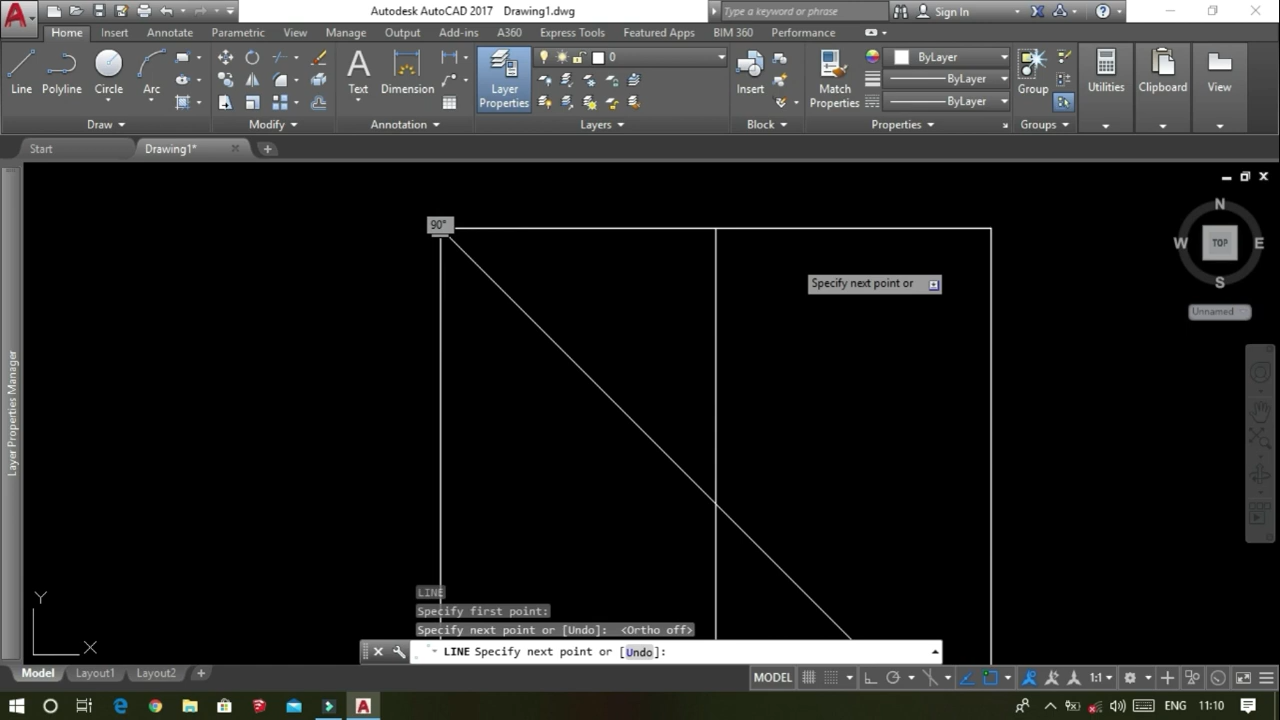 Autodesk AutoCAD 2017 Drawing1.dwg
Type a keyword or phrase
Sign In
Home Insert Annotate Parametric View Manage Output Add-ins A360 Express Tools Featured Apps BIM 360 Performance
Line Polyline Circle Arc
Text Dimension
Layer Properties
0
Insert
Match Properties
ByLayer
ByLayer
ByLayer
Group
Utilities
Clipboard
View
Draw Modify Annotation Layers Block Properties Groups
Start Drawing1*
N
W TOP E
S
Unnamed
90°
Specify next point or
Layer Properties Manager
Y
X
LINE
Specify first point:
Specify next point or [Undo]: <Ortho off>
LINE Specify next point or [Undo]:
Model Layout1 Layout2
MODEL 1:1
ENG 11:10